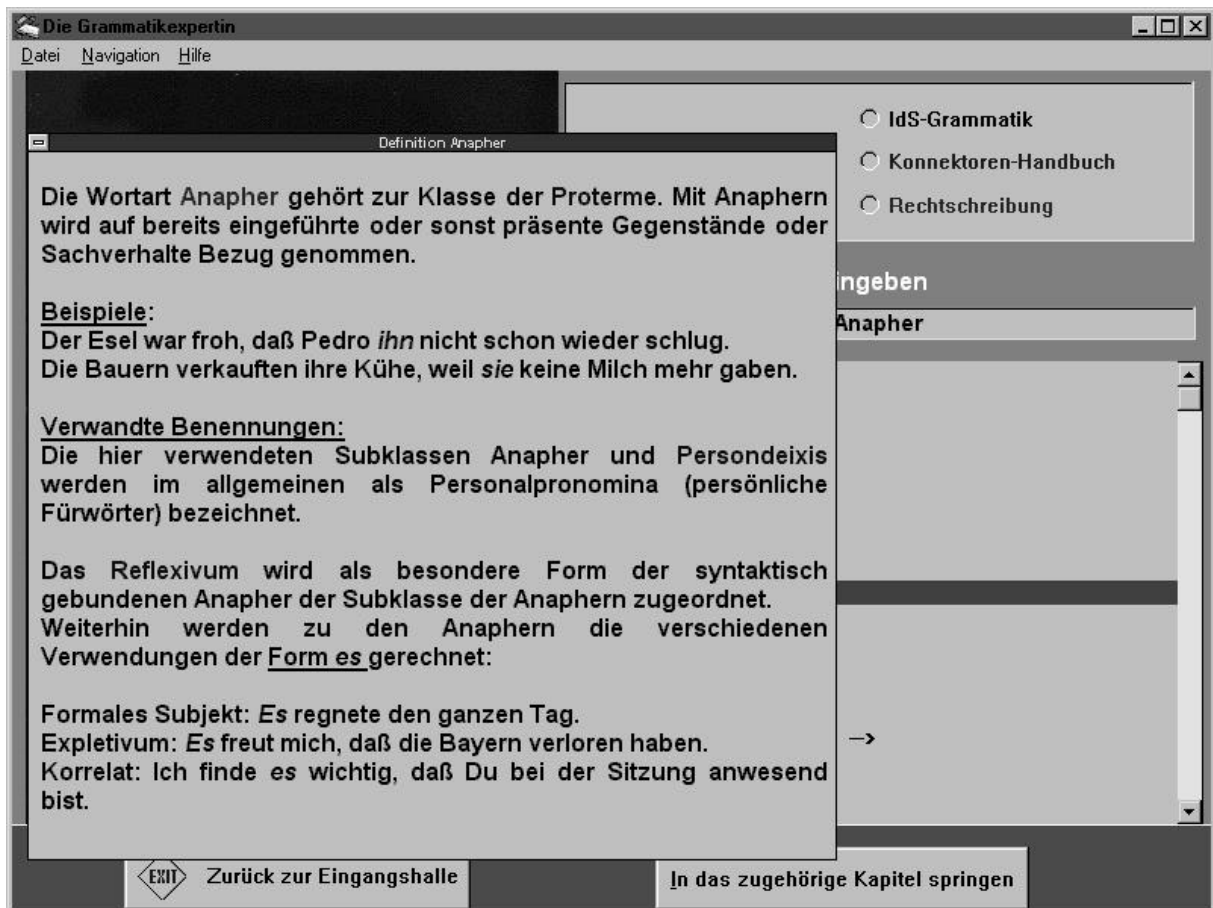 Die Grammatikexpertin
Datei Navigation Hilfe
IdS-Grammatik
Konnektoren-Handbuch
Rechtschreibung
Definition Anapher
Die Wortart Anapher gehört zur Klasse der Proterme. Mit Anaphern
wird auf bereits eingeführte oder sonst präsente Gegenstände oder
Sachverhalte Bezug genommen.
Beispiele:
Der Esel war froh, daß Pedro ihn nicht schon wieder schlug.
Die Bauern verkauften ihre Kühe, weil sie keine Milch mehr gaben.
Verwandte Benennungen:
Die hier verwendeten Subklassen Anapher und Persondeixis
werden im allgemeinen als Personalpronomina (persönliche
Fürwörter) bezeichnet.
Das Reflexivum wird als besondere Form der syntaktisch
gebundenen Anapher der Subklasse der Anaphern zugeordnet.
Weiterhin werden zu den Anaphern die verschiedenen
Verwendungen der Form es gerechnet:
Formales Subjekt: Es regnete den ganzen Tag.
Expletivum: Es freut mich, daß die Bayern verloren haben.
Korrelat: Ich finde es wichtig, daß Du bei der Sitzung anwesend
bist.
ingeben
Anapher
–>
EXIT Zurück zur Eingangshalle
In das zugehörige Kapitel springen